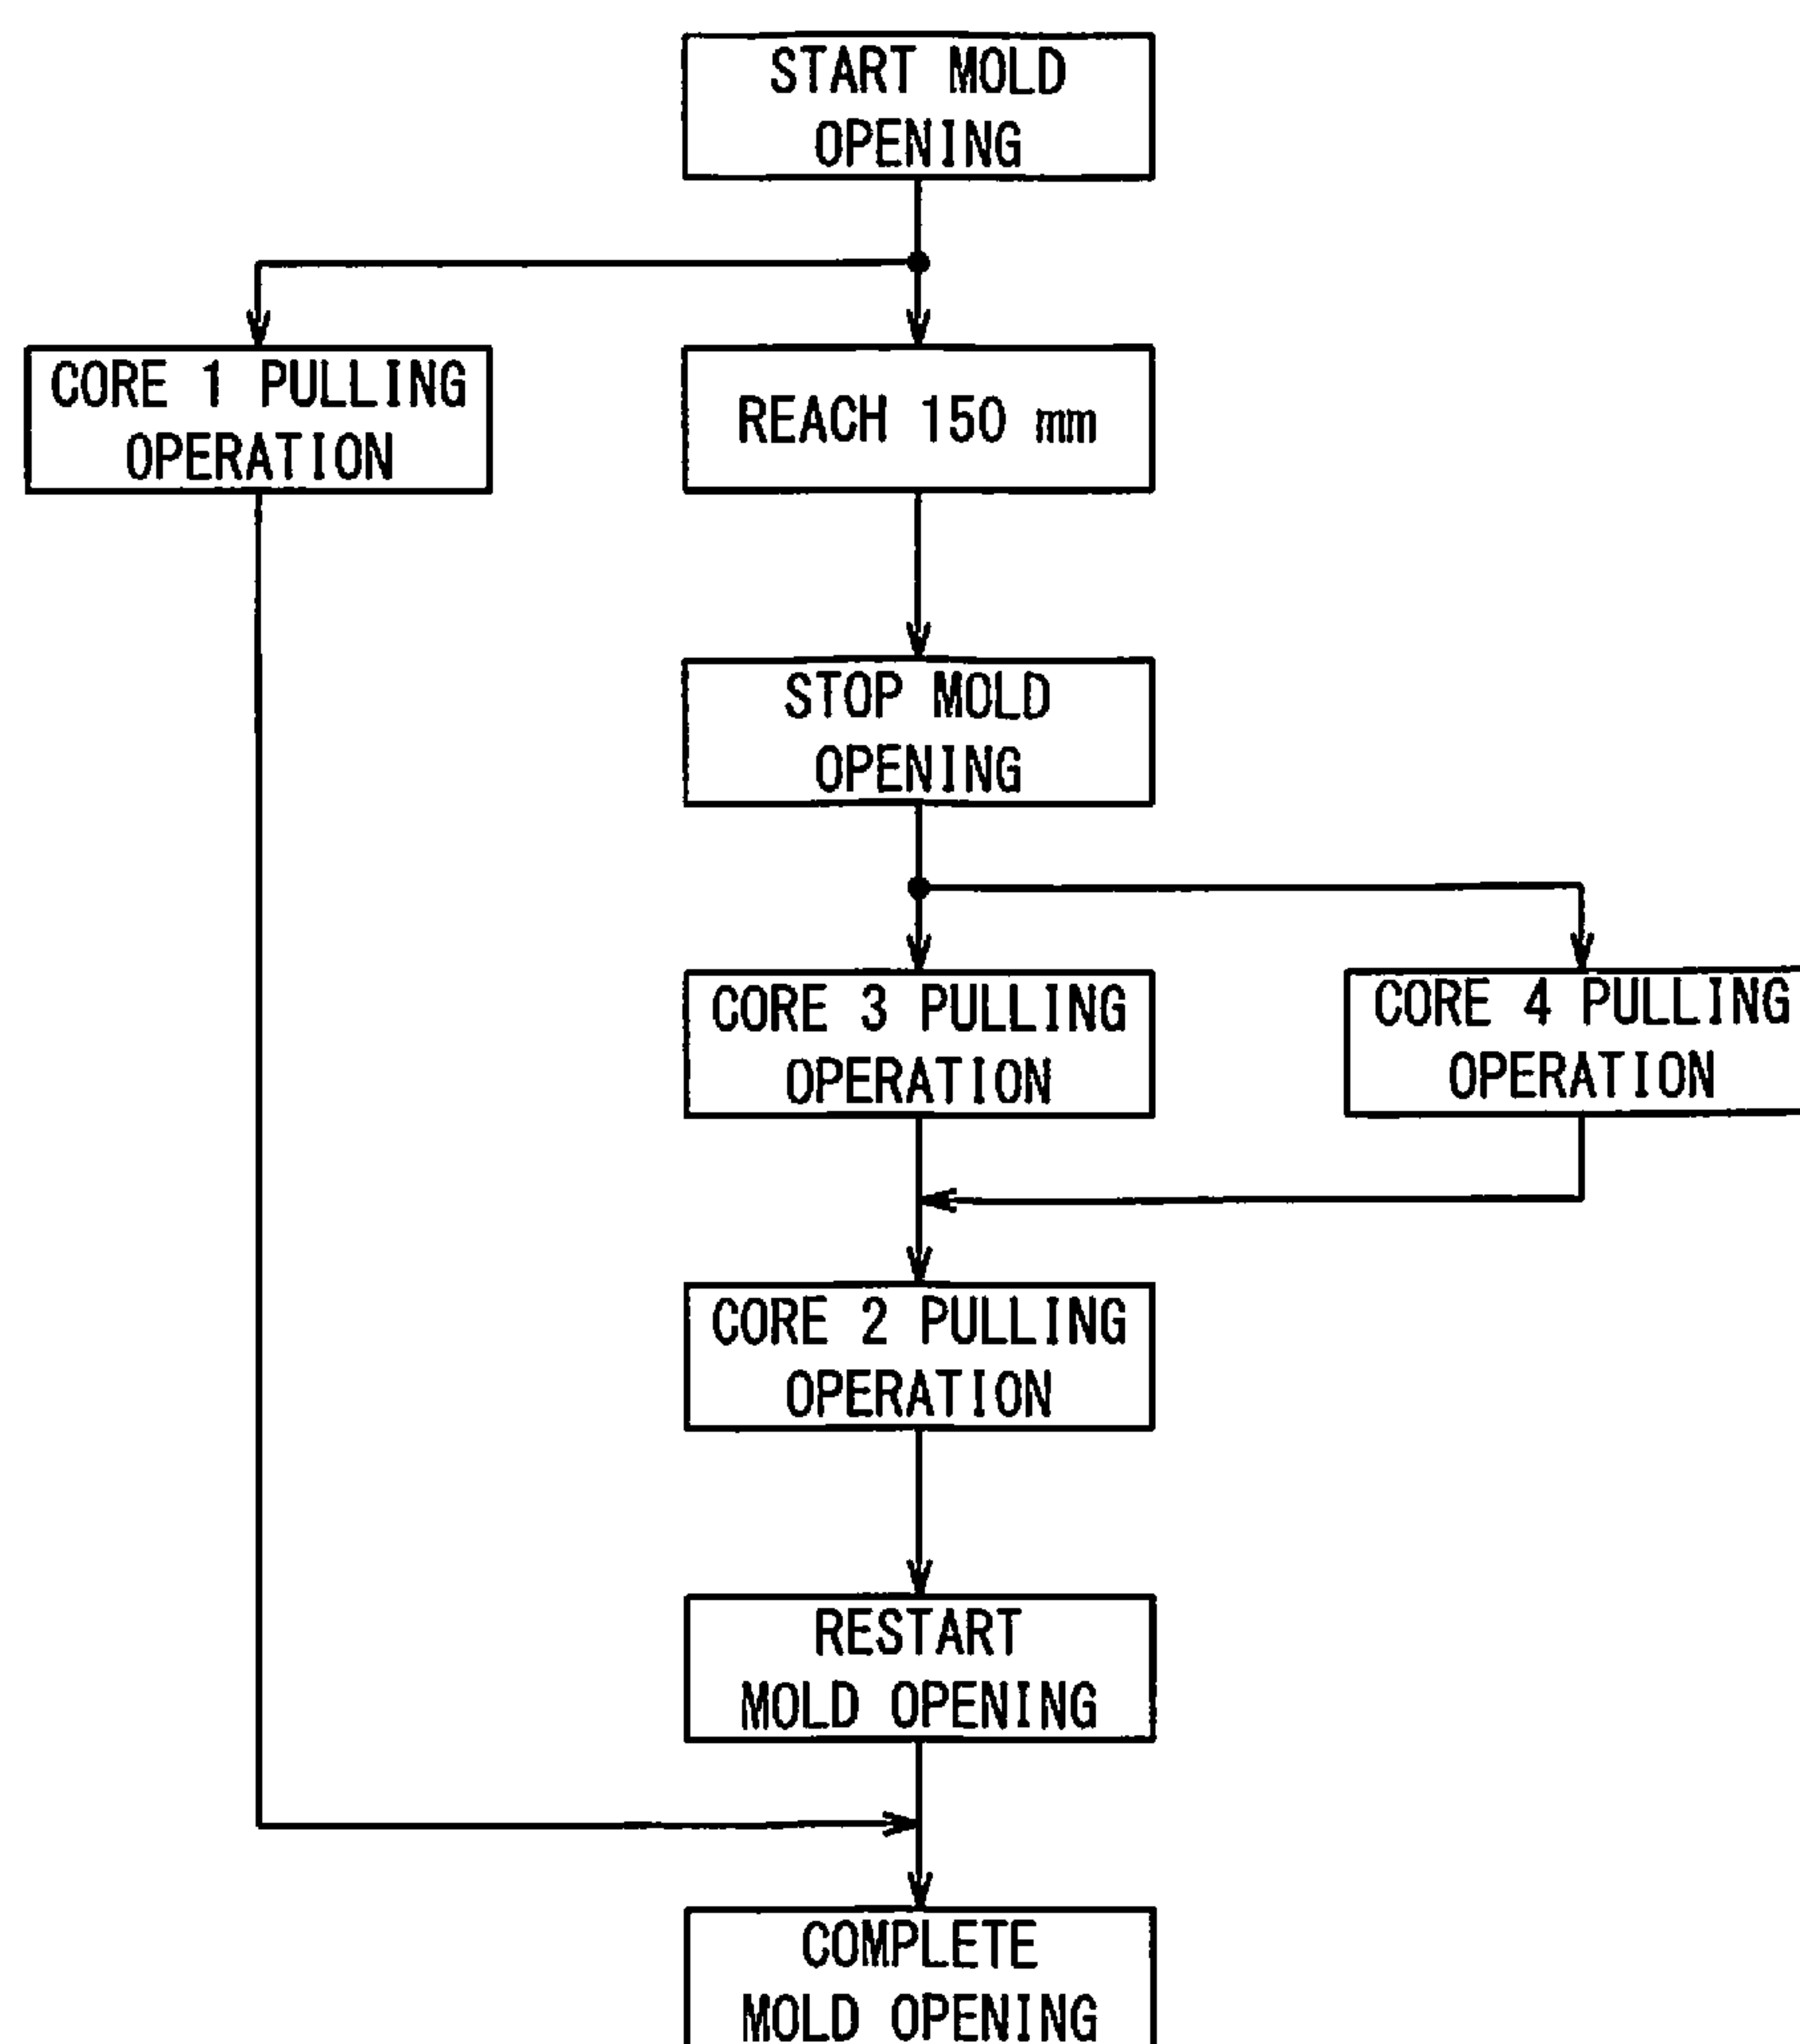 START MOLD
OPENING
CORE 1 PULLING
OPERATION
REACH 150 mm
STOP MOLD
OPENING
CORE 3 PULLING
OPERATION
CORE 4 PULLING
OPERATION
CORE 2 PULLING
OPERATION
RESTART
MOLD OPENING
COMPLETE
MOLD OPENING